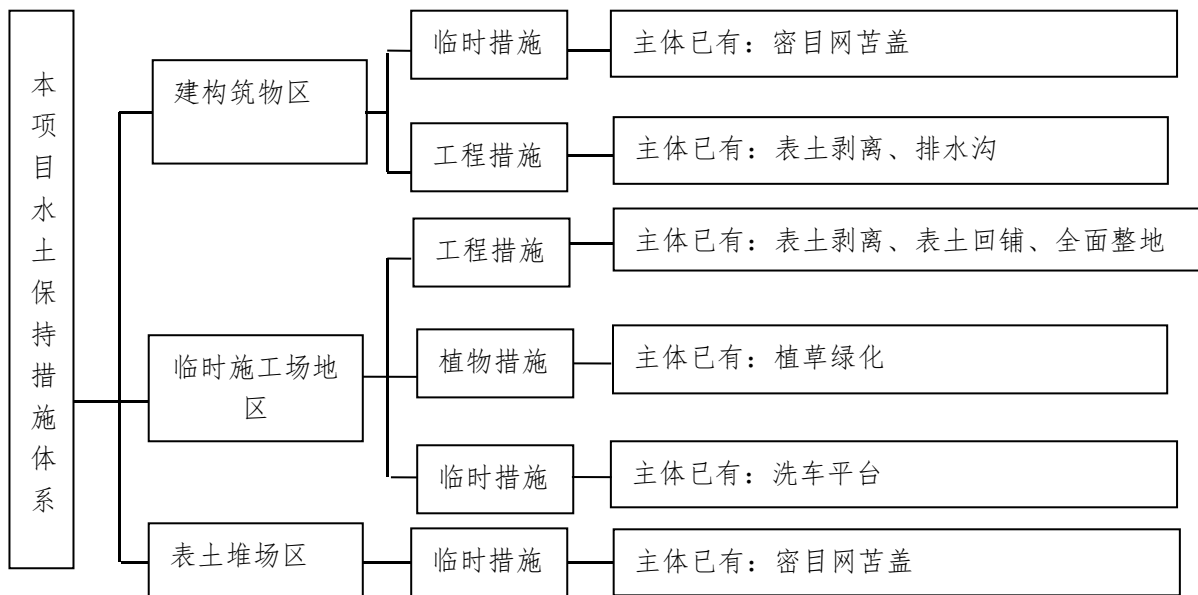 本项目水土保持措施体系
建构筑物区
临时措施
主体已有：密目网苫盖
工程措施
主体已有：表土剥离、排水沟
临时施工场地
区
工程措施
主体已有：表土剥离、表土回铺、全面整地
植物措施
主体已有：植草绿化
临时措施
主体已有：洗车平台
表土堆场区
临时措施
主体已有：密目网苫盖